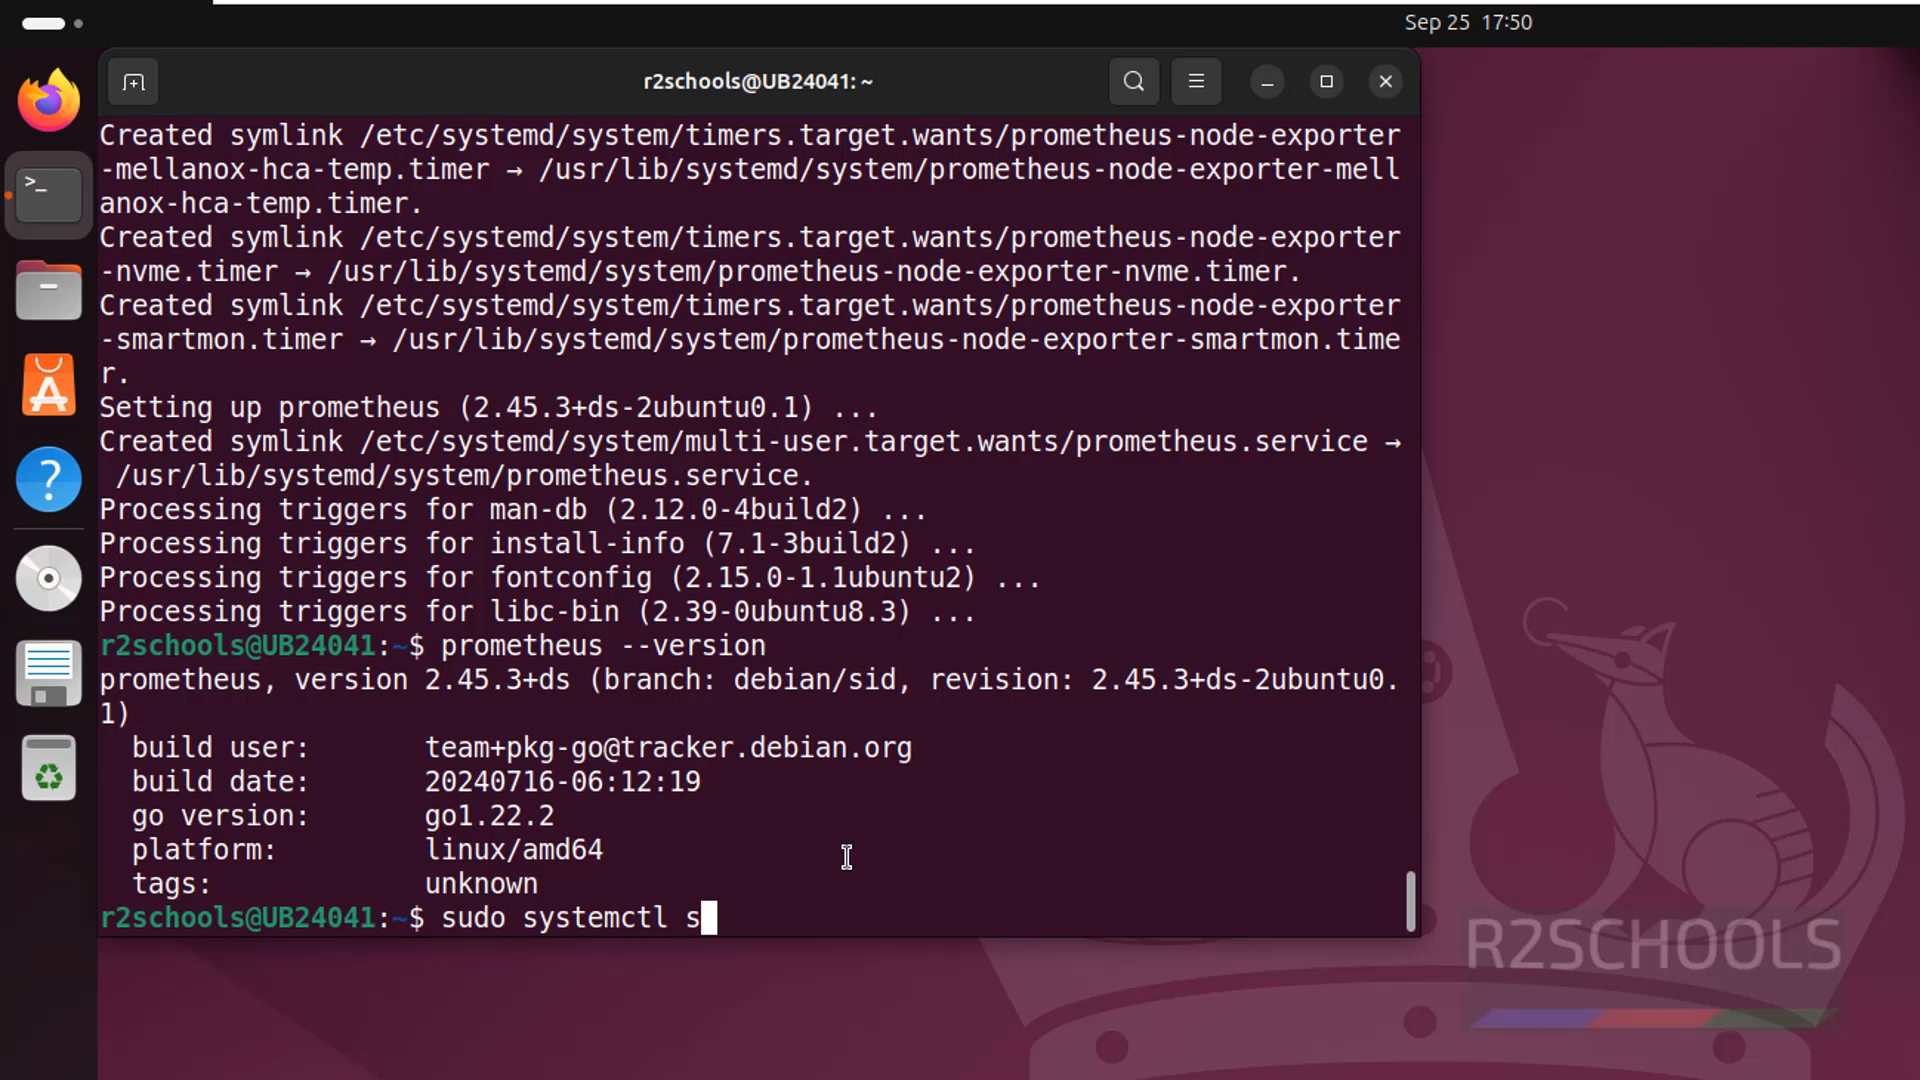 Sep 25 17:50
r2schools@UB24041: ~
Created symlink /etc/systemd/system/timers.target.wants/prometheus-node-exporter
-mellanox-hca-temp.timer → /usr/lib/systemd/system/prometheus-node-exporter-mell
anox-hca-temp.timer.
Created symlink /etc/systemd/system/timers.target.wants/prometheus-node-exporter
-nvme.timer → /usr/lib/systemd/system/prometheus-node-exporter-nvme.timer.
Created symlink /etc/systemd/system/timers.target.wants/prometheus-node-exporter
-smartmon.timer → /usr/lib/systemd/system/prometheus-node-exporter-smartmon.time
r.
Setting up prometheus (2.45.3+ds-2ubuntu0.1) ...
Created symlink /etc/systemd/system/multi-user.target.wants/prometheus.service →
 /usr/lib/systemd/system/prometheus.service.
Processing triggers for man-db (2.12.0-4build2) ...
Processing triggers for install-info (7.1-3build2) ...
Processing triggers for fontconfig (2.15.0-1.1ubuntu2) ...
Processing triggers for libc-bin (2.39-0ubuntu8.3) ...
r2schools@UB24041:~$ prometheus --version
prometheus, version 2.45.3+ds (branch: debian/sid, revision: 2.45.3+ds-2ubuntu0.
1)
  build user:       team+pkg-go@tracker.debian.org
  build date:       20240716-06:12:19
  go version:       go1.22.2
  platform:         linux/amd64
  tags:             unknown
r2schools@UB24041:~$ sudo systemctl s
R2SCHOOLS